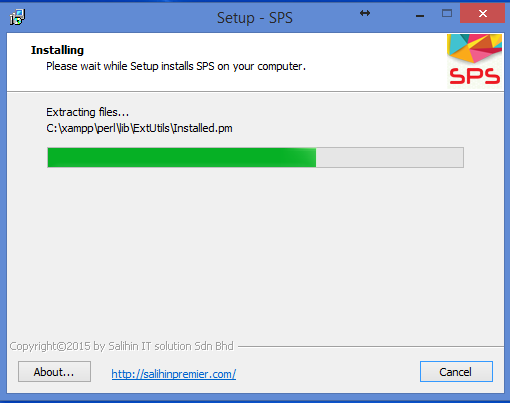 Setup - SPS
Installing
Please wait while Setup installs SPS on your computer.
SPS
Extracting files...
C:\xampp\perl\lib\ExtUtils\Installed.pm
Copyright©2015 by Salihin IT solution Sdn Bhd
About...
http://salihinpremier.com/
Cancel